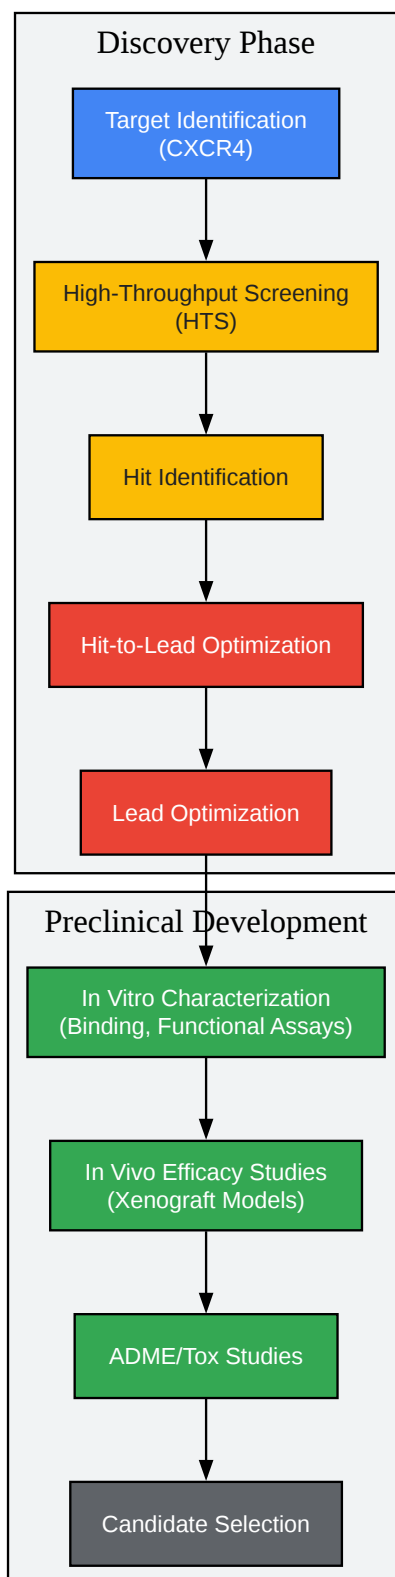 Discovery Phase
Target Identification
(CXCR4)
High-Throughput Screening
(HTS)
Hit Identification
Hit-to-Lead Optimization
Lead Optimization
Preclinical Development
In Vitro Characterization
(Binding, Functional Assays)
In Vivo Efficacy Studies
(Xenograft Models)
ADME/Tox Studies
Candidate Selection